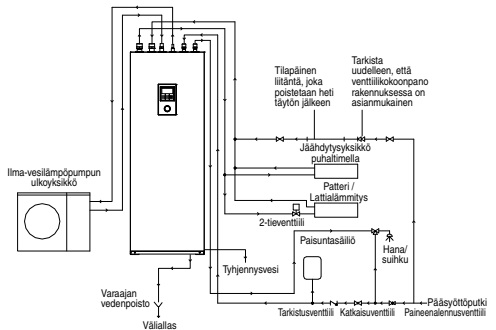 Tilapäinen
liitäntä, joka
poistetaan heti
täytön jälkeen
Tarkista
uudelleen, että
venttiilikokoonpano
rakennuksessa on
asianmukainen
Jäähdytysyksikkö
puhaltimella
Ilma-vesilämpöpumpun
ulkoyksikkö
Patteri /
Lattialämmitys
2-tieventtiili
Paisuntasäiliö
Hana/
suihku
Tyhjennysvesi
Varaajan
vedenpoisto
Väliallas
Pääsyöttöputki
Tarkistusventtiili
Katkaisuventtiili
Paineenalennusventtiili